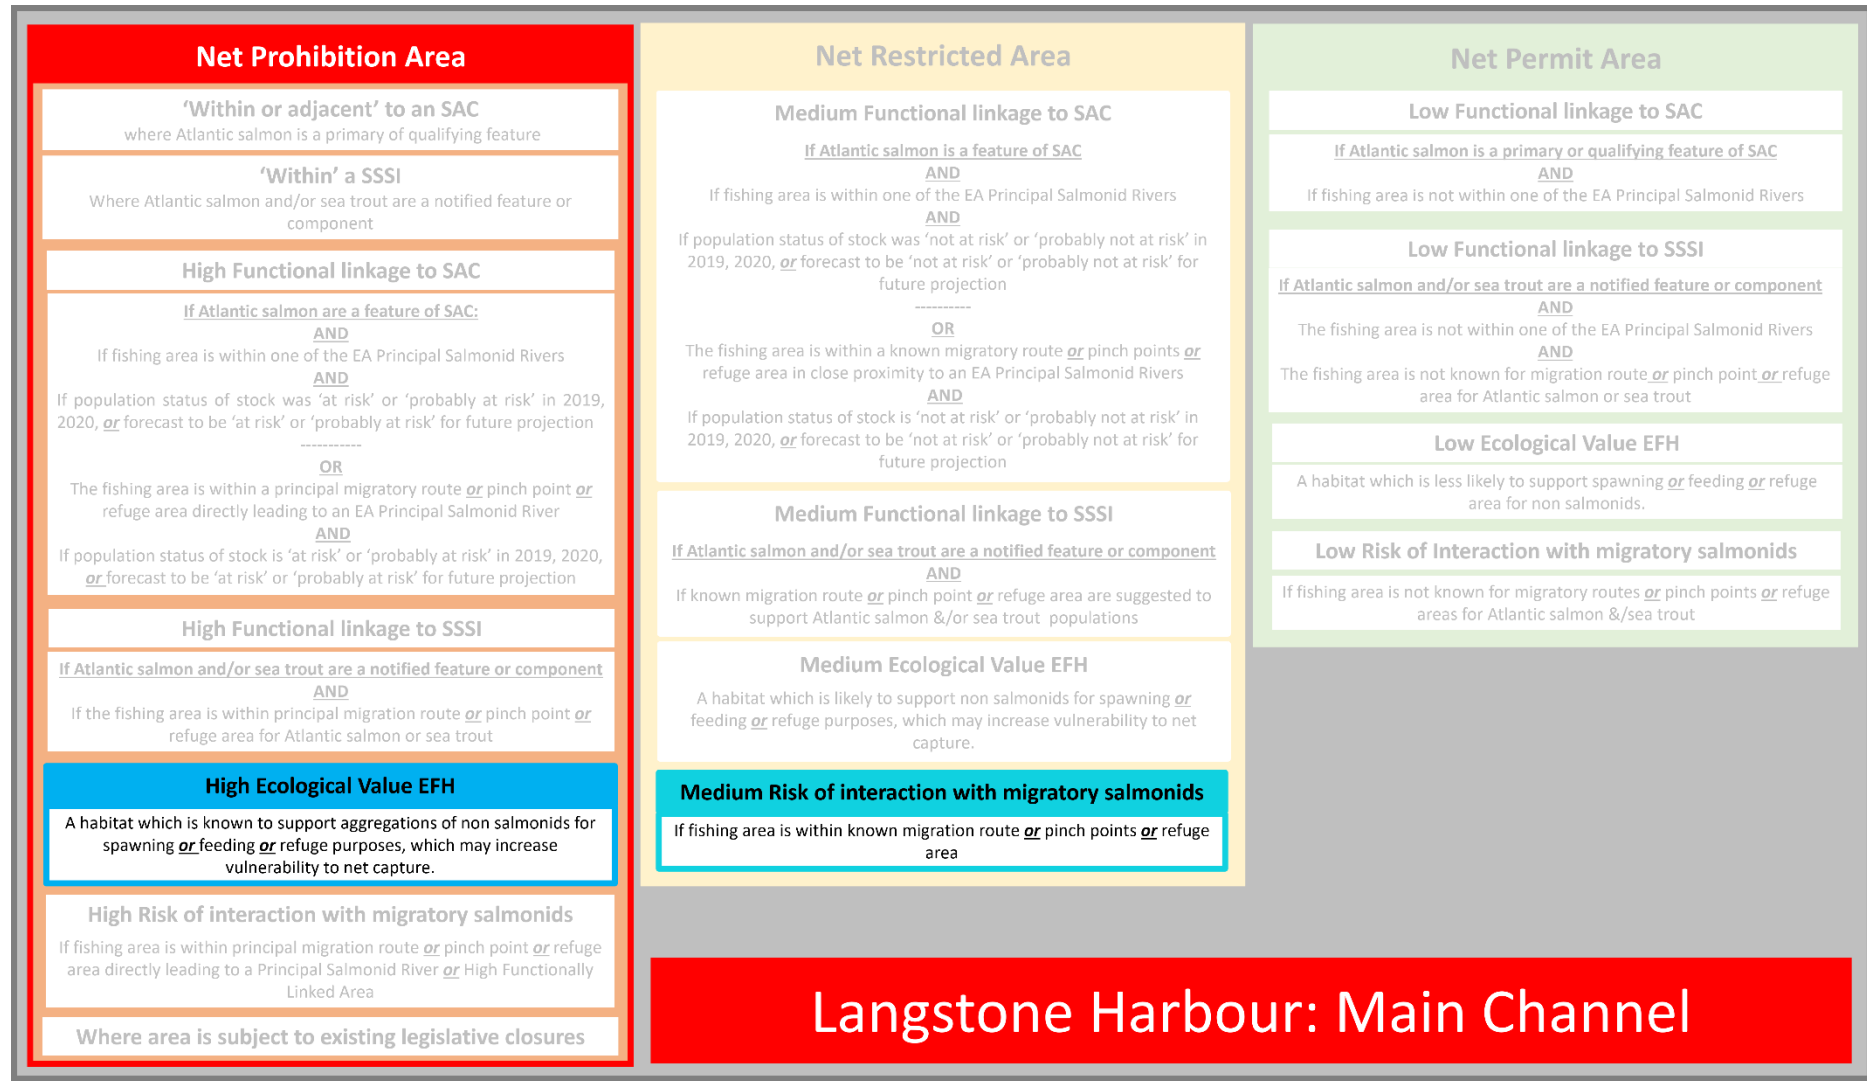 Net Prohibition Area
‘Within or adjacent’ to an SAC
where Atlantic salmon is a primary of qualifying feature
‘Within’ a SSSI
Where Atlantic salmon and/or sea trout are a notified feature or
component
High Functional linkage to SAC
If Atlantic salmon are a feature of SAC:
AND
If fishing area is within one of the EA Principal Salmonid Rivers
AND
If population status of stock was ‘at risk’ or ‘probably at risk’ in 2019,
2020, or forecast to be ‘at risk’ or ‘probably at risk’ for future projection
-----------
OR
The fishing area is within a principal migratory route or pinch point or
refuge area directly leading to an EA Principal Salmonid River
AND
If population status of stock is ‘at risk’ or ‘probably at risk’ in 2019, 2020,
or forecast to be ‘at risk’ or ‘probably at risk’ for future projection
High Functional linkage to SSSI
If Atlantic salmon and/or sea trout are a notified feature or component
AND
If the fishing area is within principal migration route or pinch point or
refuge area for Atlantic salmon or sea trout
High Ecological Value EFH
A habitat which is known to support aggregations of non salmonids for
spawning or feeding or refuge purposes, which may increase
vulnerability to net capture.
High Risk of interaction with migratory salmonids
If fishing area is within principal migration route or pinch point or refuge
area directly leading to a Principal Salmonid River or High Functionally
Linked Area
Where area is subject to existing legislative closures
Net Restricted Area
Medium Functional linkage to SAC
If Atlantic salmon is a feature of SAC
AND
If fishing area is within one of the EA Principal Salmonid Rivers
AND
If population status of stock was ‘not at risk’ or ‘probably not at risk’ in
2019, 2020, or forecast to be ‘not at risk’ or ‘probably not at risk’ for
future projection
----------
OR
The fishing area is within a known migratory route or pinch points or
refuge area in close proximity to an EA Principal Salmonid Rivers
AND
If population status of stock is ‘not at risk’ or ‘probably not at risk’ in
2019, 2020, or forecast to be ‘not at risk’ or ‘probably not at risk’ for
future projection
Medium Functional linkage to SSSI
If Atlantic salmon and/or sea trout are a notified feature or component
AND
If known migration route or pinch point or refuge area are suggested to
support Atlantic salmon &/or sea trout populations
Medium Ecological Value EFH
A habitat which is likely to support non salmonids for spawning or
feeding or refuge purposes, which may increase vulnerability to net
capture.
Medium Risk of interaction with migratory salmonids
If fishing area is within known migration route or pinch points or refuge
area
Net Permit Area
Low Functional linkage to SAC
If Atlantic salmon is a primary or qualifying feature of SAC
AND
If fishing area is not within one of the EA Principal Salmonid Rivers
Low Functional linkage to SSSI
If Atlantic salmon and/or sea trout are a notified feature or component
AND
The fishing area is not within one of the EA Principal Salmonid Rivers
AND
The fishing area is not known for migration route or pinch point or refuge
area for Atlantic salmon or sea trout
Low Ecological Value EFH
A habitat which is less likely to support spawning or feeding or refuge
area for non salmonids.
Low Risk of Interaction with migratory salmonids
If fishing area is not known for migratory routes or pinch points or refuge
areas for Atlantic salmon &/sea trout
Langstone Harbour: Main Channel